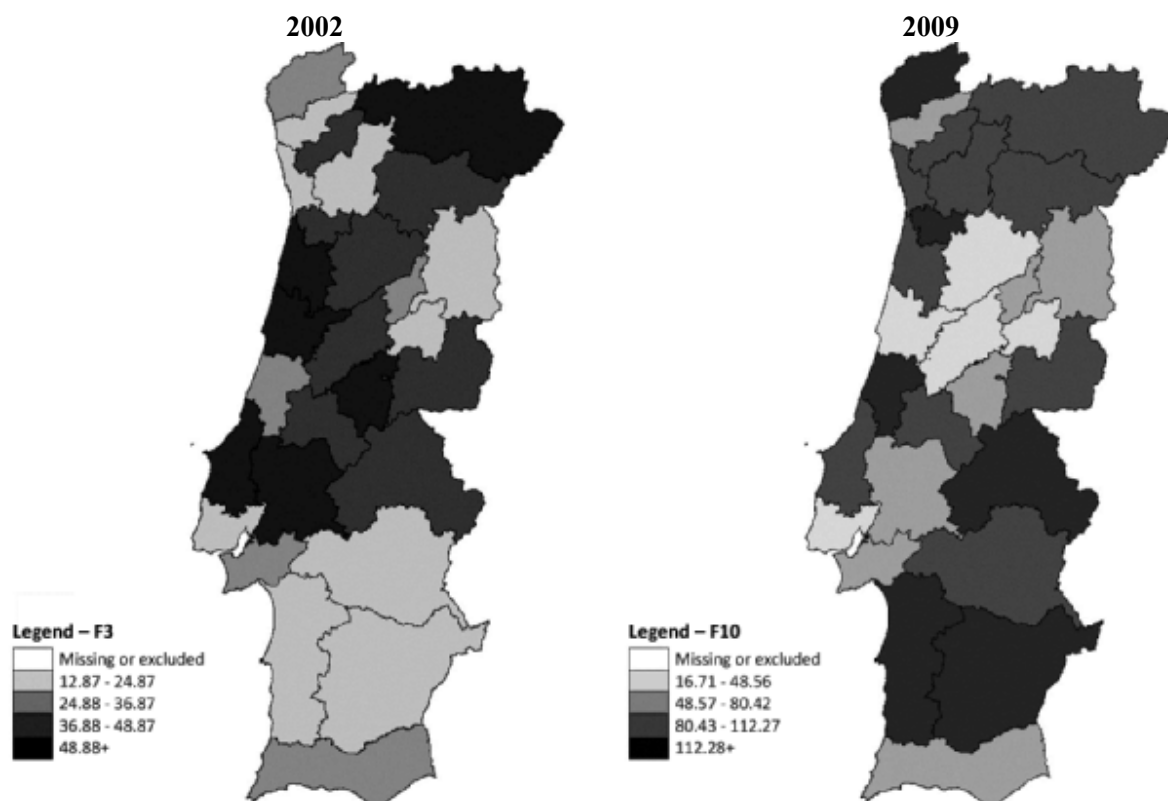 2002
2009
Legend – F3
Missing or excluded
12.87 - 24.87
24.88 - 36.87
36.88 - 48.87
48.88+
Legend – F10
Missing or excluded
16.71 - 48.56
48.57 - 80.42
80.43 - 112.27
112.28+